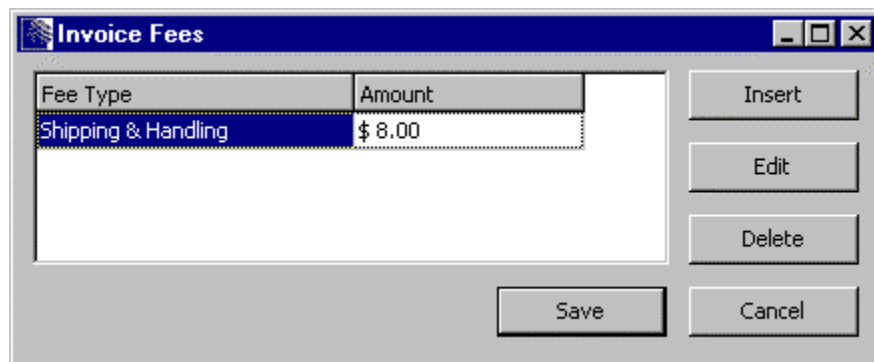 Invoice Fees
Fee Type Amount Insert
Shipping & Handling $ 8.00
Edit
Delete
Save Cancel